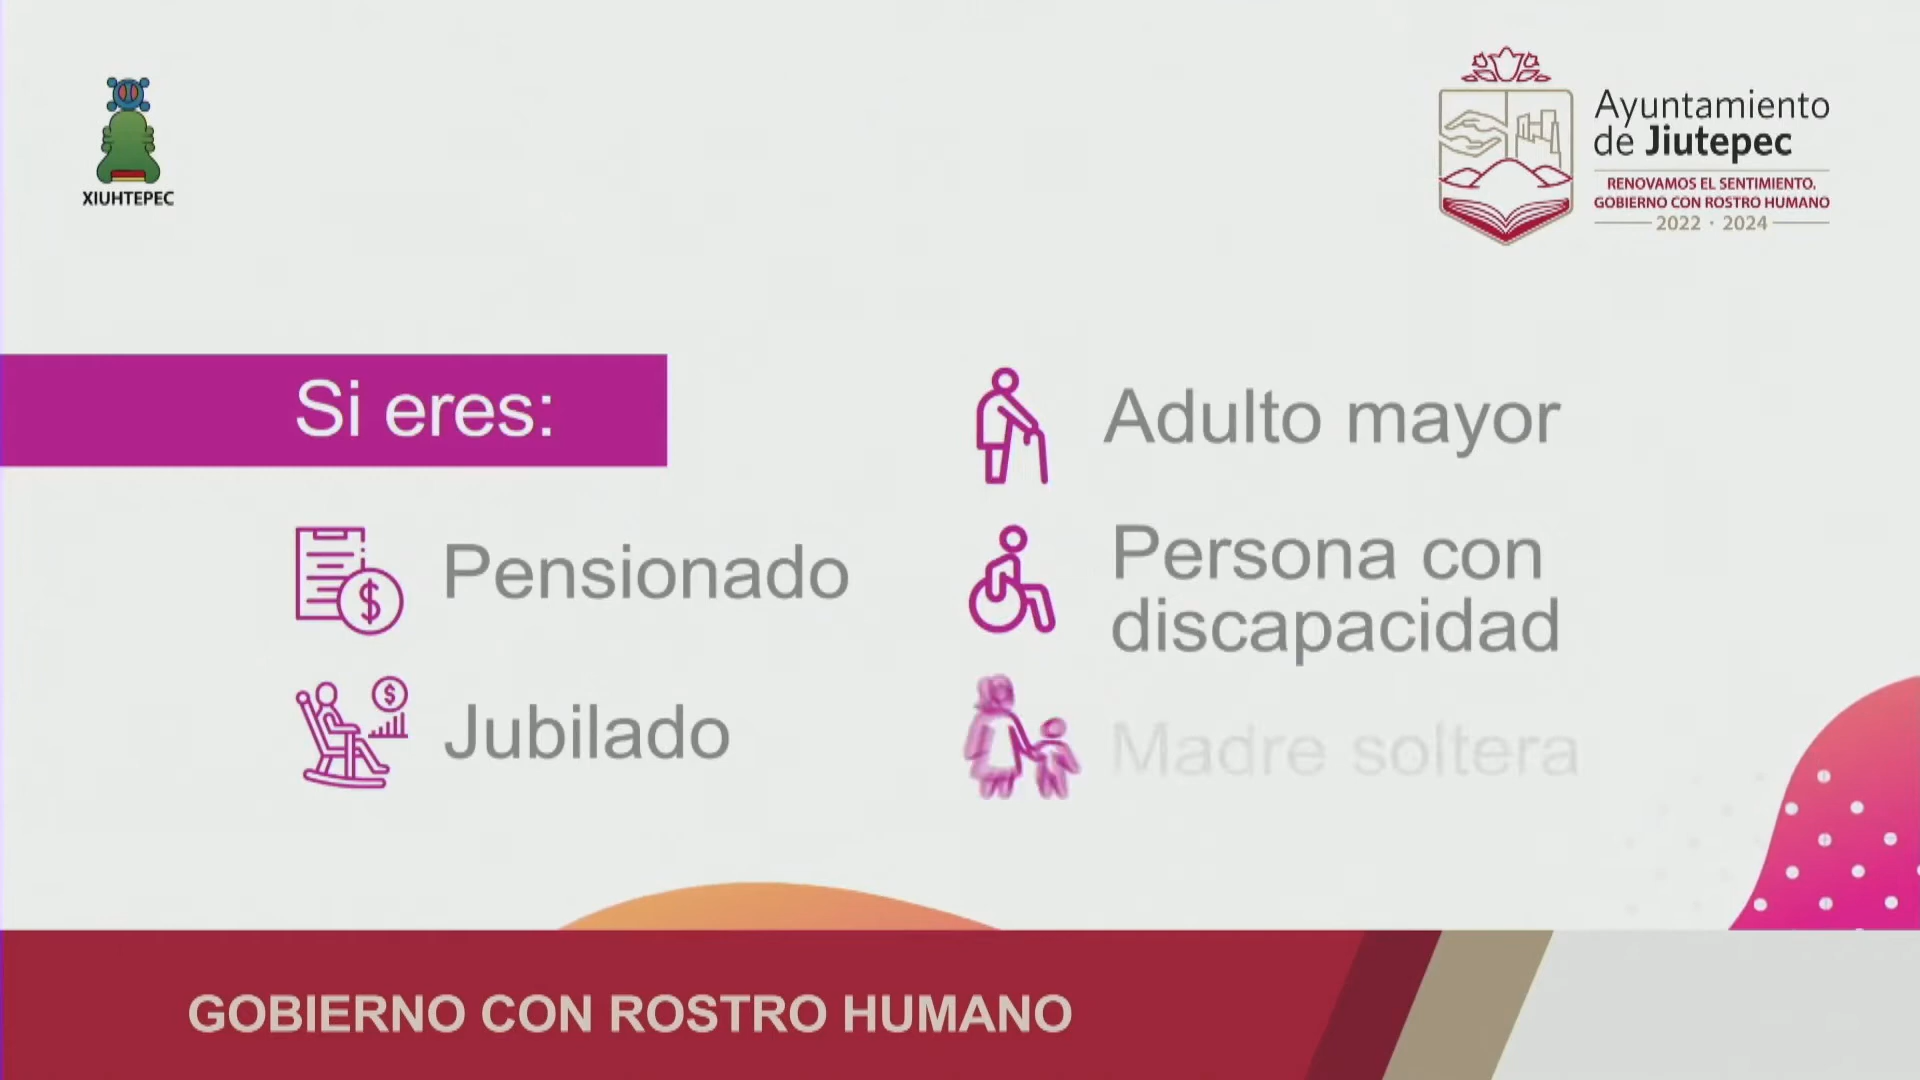 XIUHTEPEC
Ayuntamiento
de Jiutepec
RENOVAMOS EL SENTIMIENTO.
GOBIERNO CON ROSTRO HUMANO
2022 · 2024
Si eres:
Pensionado
Jubilado
Adulto mayor
Persona con
discapacidad
Madre soltera
GOBIERNO CON ROSTRO HUMANO